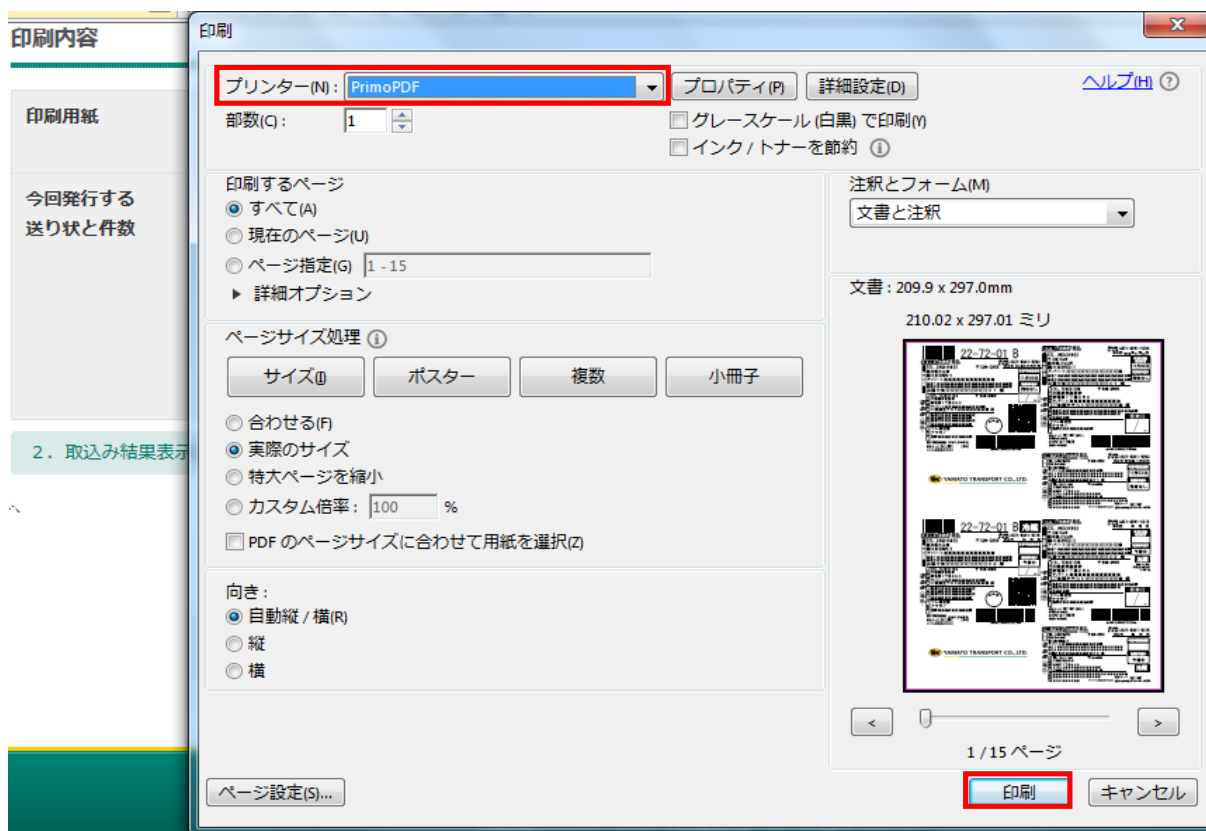 印刷内容
印刷用紙
今回発行する
送り状と件数
2. 取込み結果表示
印刷
プリンター(N): PrimoPDF プロパティ(P) 詳細設定(D) ヘルプ(H)
部数(C): 1 グレースケール (白黒) で印刷(Y)
インク / トナーを節約
印刷するページ
すべて(A)
現在のページ(U)
ページ指定(G) 1 - 15
詳細オプション
ページサイズ処理
サイズ(I) ポスター 複数 小冊子
合わせる(F)
実際のサイズ
特大ページを縮小
カスタム倍率: 100 %
PDF のページサイズに合わせて用紙を選択(Z)
向き:
自動縦 / 横(R)
縦
横
注釈とフォーム(M)
文書と注釈
文書: 209.9 x 297.0mm
210.02 x 297.01 ミリ
22-72-01 B
YAMATO TRANSPORT CO., LTD.
22-72-01 B
YAMATO TRANSPORT CO., LTD.
< >
1 / 15 ページ
ページ設定(S)... 印刷 キャンセル